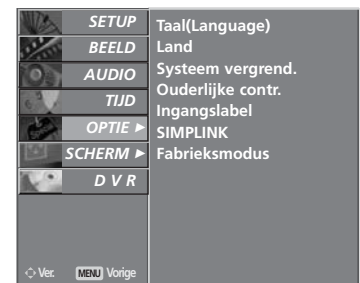 SETUP
BEELD
AUDIO
TIJD
OPTIE ►
SCHERM ►
D V R
Taal(Language)
Land
Systeem vergrend.
Ouderlijke contr.
Ingangslabel
SIMPLINK
Fabrieksmodus
Ver. MENU Vorige